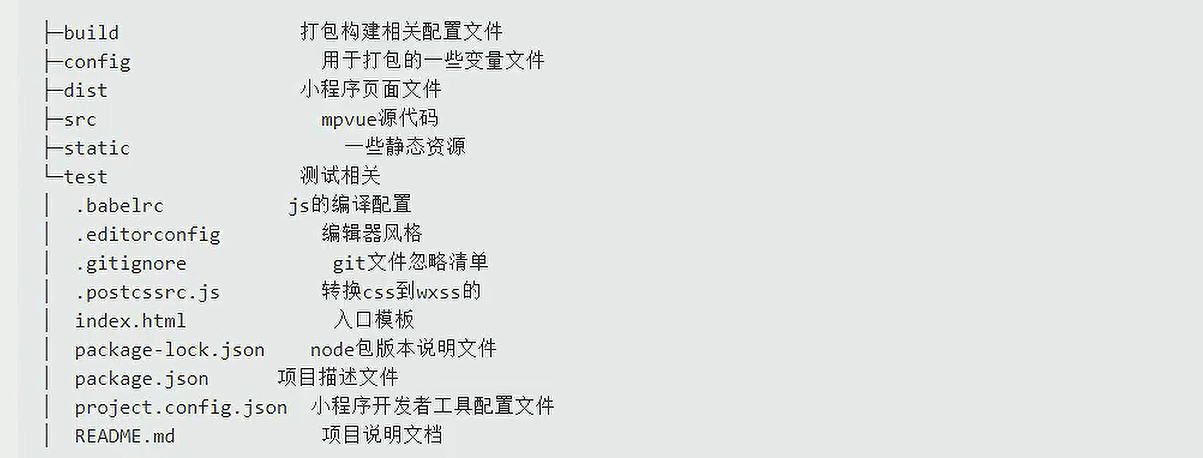 ├─build 打包构建相关配置文件
├─config 用于打包的一些变量文件
├─dist 小程序页面文件
├─src mpvue源代码
├─static 一些静态资源
└─test 测试相关
│ .babelrc js的编译配置
│ .editorconfig 编辑器风格
│ .gitignore git文件忽略清单
│ .postcssrc.js 转换css到wxss的
│ index.html 入口模板
│ package-lock.json node包版本说明文件
│ package.json 项目描述文件
│ project.config.json 小程序开发者工具配置文件
│ README.md 项目说明文档